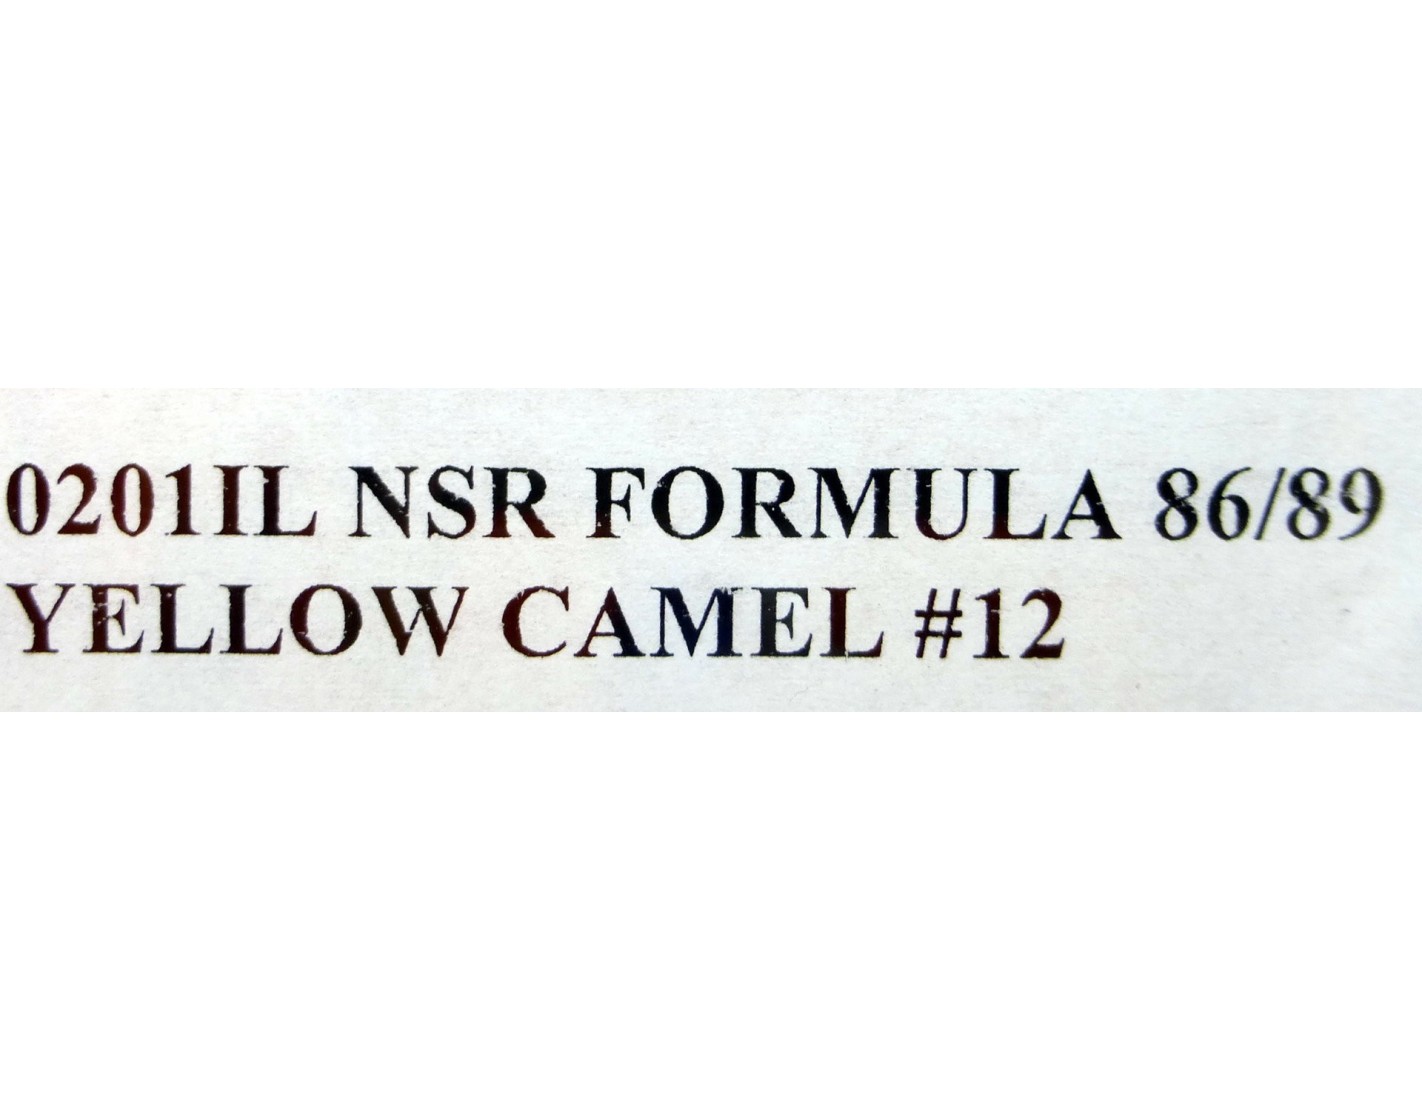 0201IL NSR FORMULA 86/89
YELLOW CAMEL #12